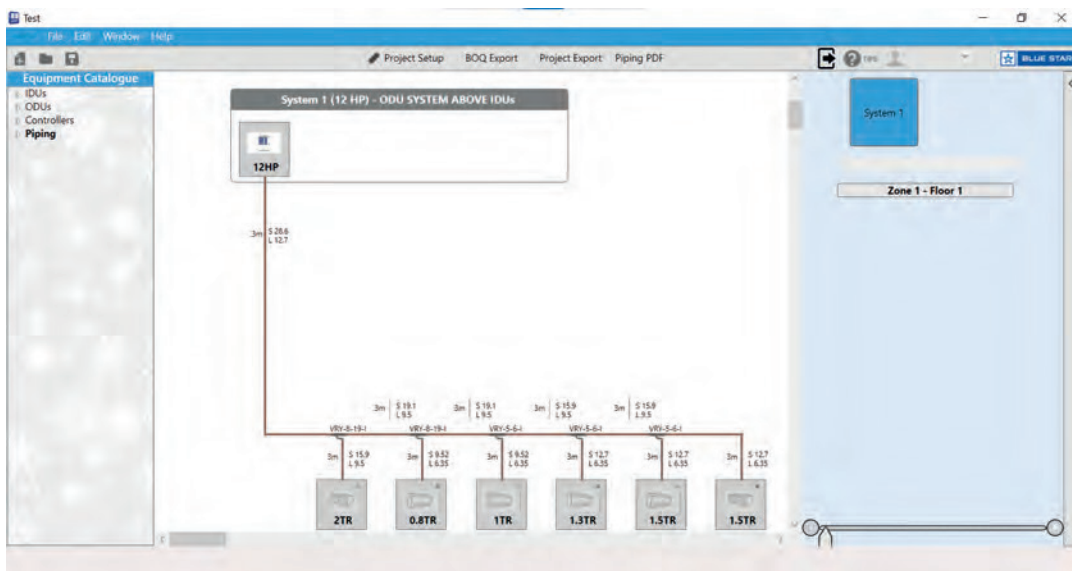 Test
File Edit Window Help
Project Setup BOQ Export Project Export Piping PDF
TIPS
BLUE STAR
Equipment Catalogue
IDUs
ODUs
Controllers
Piping
System 1 (12 HP) - ODU SYSTEM ABOVE IDUs
12HP
3m S 28.6
L 12.7
3m S 19.1 3m S 19.1 3m S 15.9 3m S 15.9
L 9.5 L 9.5 L 9.5 L 9.5
VRY-8-19-I VRY-8-19-I VRY-5-6-I VRY-5-6-I VRY-5-6-I
3m S 15.9 3m S 9.52 3m S 9.52 3m S 12.7 3m S 12.7 3m S 12.7
L 9.5 L 6.35 L 6.35 L 6.35 L 6.35 L 6.35
2TR 0.8TR 1TR 1.3TR 1.5TR 1.5TR
System 1
Zone 1 - Floor 1